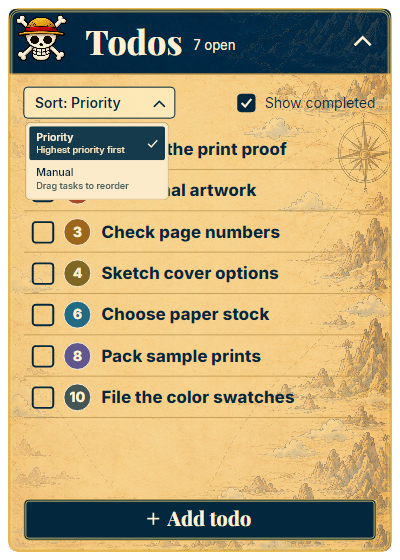 Todos
7 open
Sort: Priority
Show completed
Priority
Highest priority first
Manual
Drag tasks to reorder
the print proof
artwork
3 Check page numbers
4 Sketch cover options
6 Choose paper stock
8 Pack sample prints
10 File the color swatches
+ Add todo